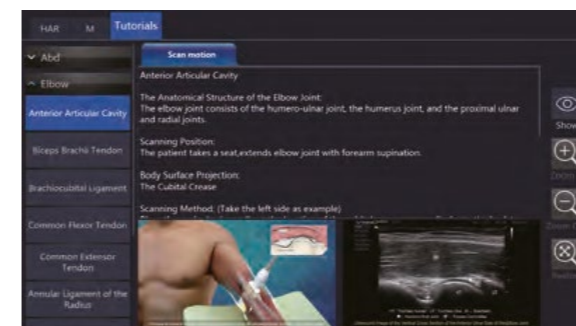 HAR M Tutorials
Abd
Scan motion
Elbow
Anterior Articular Cavity
Biceps Brachii Tendon
Brachiocubital Ligament
Common Flexor Tendon
Common Extensor
Tendon
Annular Ligament of the
Radius
Anterior Articular Cavity
The Anatomical Structure of the Elbow Joint:
The elbow joint consists of the humero-ulnar joint, the humerus joint, and the proximal ulnar
and radial joints.
Scanning Position:
The patient takes a seat,extends elbow joint with forearm supination.
Body Surface Projection:
The Cubital Crease
Scanning Method: (Take the left side as example)
Show
Zoom
Zoom